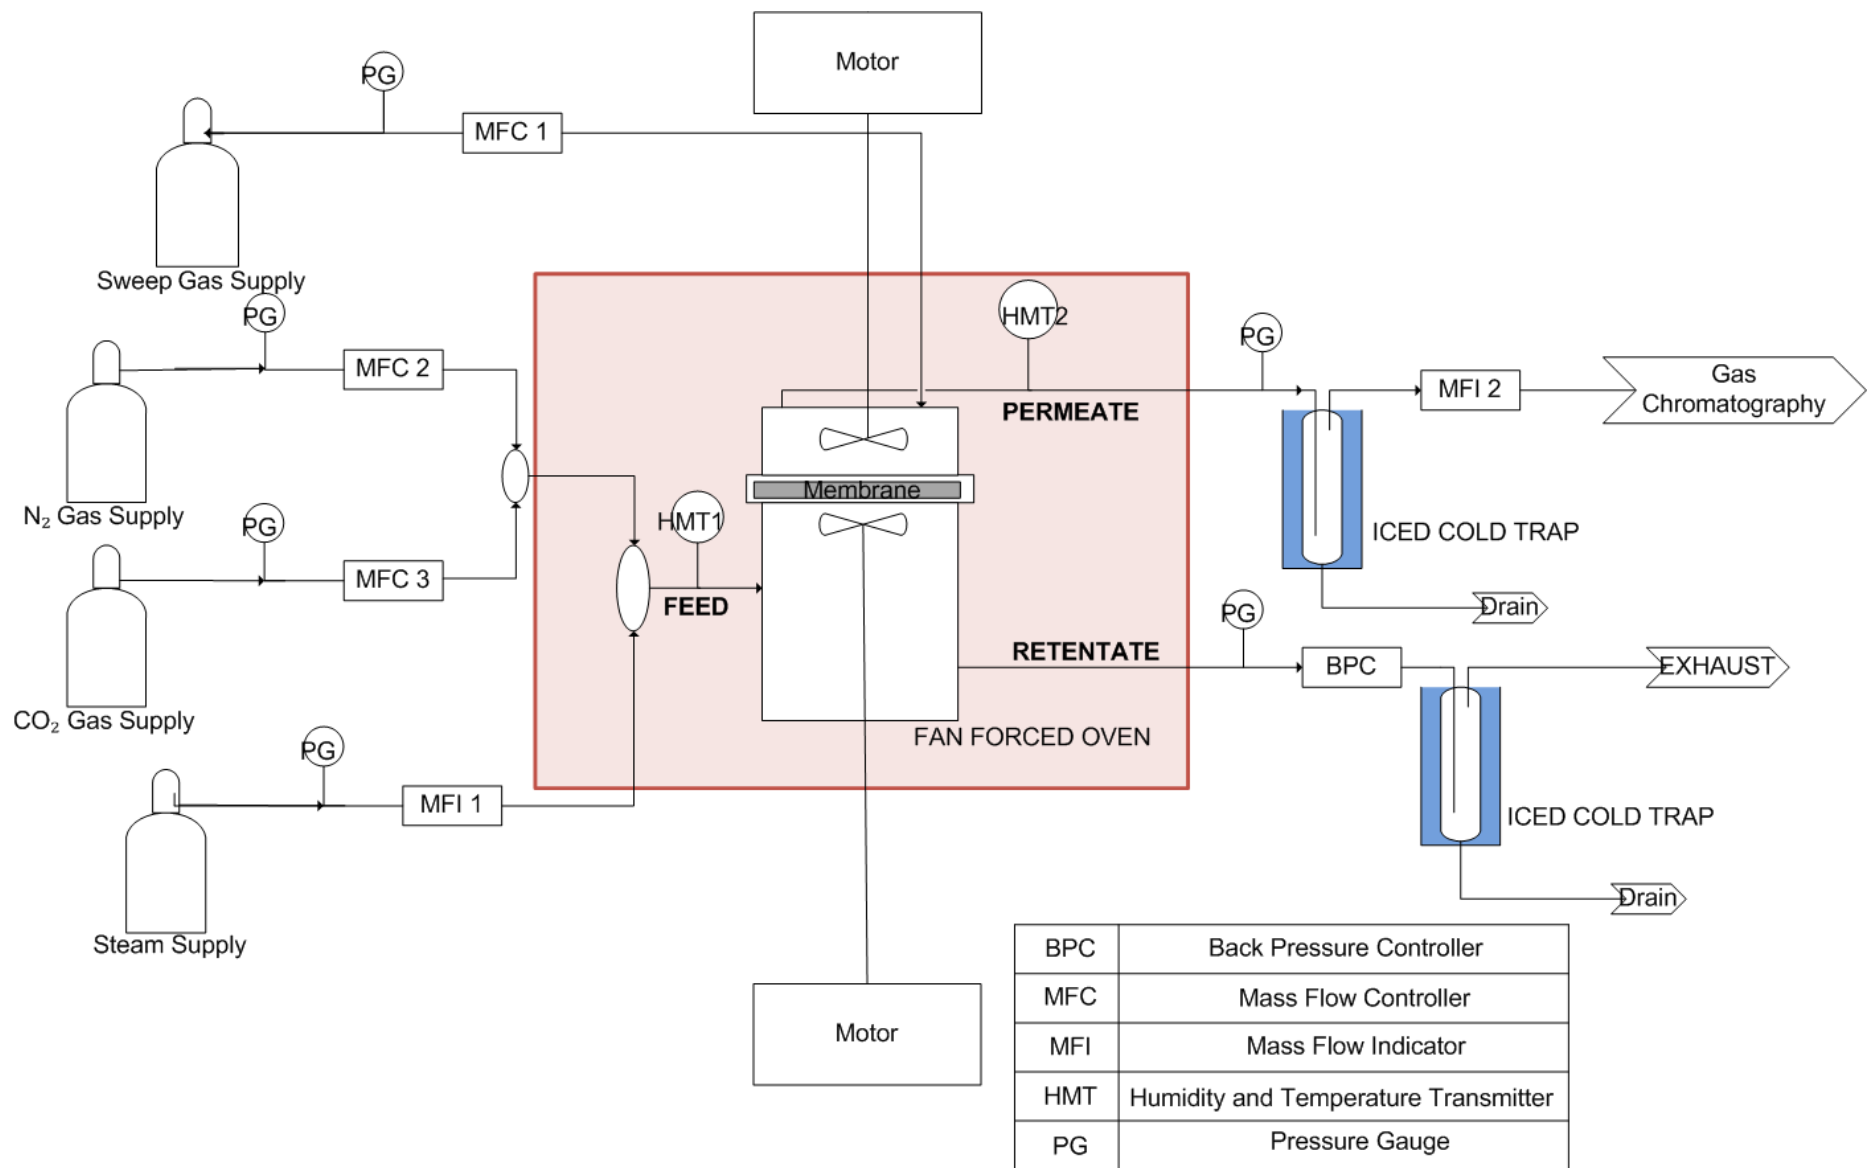 Motor
PG
MFC 1
Sweep Gas Supply
PG
HMT2
PG
MFC 2
MFI 2
Gas
Chromatography
PERMEATE
Membrane
N₂ Gas Supply
PG
HMT1
ICED COLD TRAP
MFC 3
FEED
Drain
PG
RETENTATE
BPC
EXHAUST
CO₂ Gas Supply
FAN FORCED OVEN
PG
MFI 1
ICED COLD TRAP
Drain
Steam Supply
Motor
BPC Back Pressure Controller
MFC Mass Flow Controller
MFI Mass Flow Indicator
HMT Humidity and Temperature Transmitter
PG Pressure Gauge